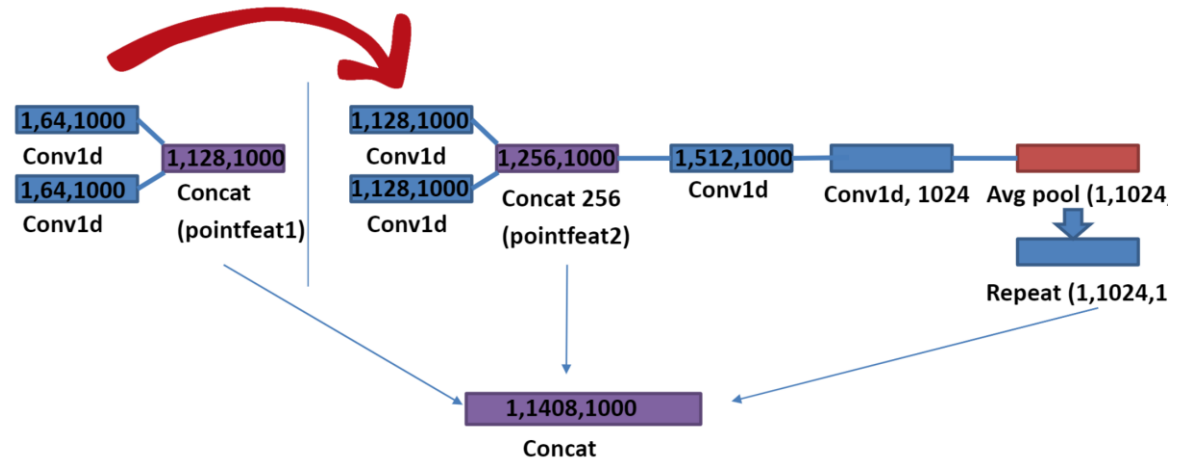 1,64,1000
Conv1d
1,64,1000
Conv1d
1,128,1000
Concat
(pointfeat1)
1,128,1000
Conv1d
1,128,1000
Conv1d
1,256,1000
Concat 256
(pointfeat2)
1,512,1000
Conv1d
Conv1d, 1024
Avg pool (1,1024,
Repeat (1,1024,1
1,1408,1000
Concat